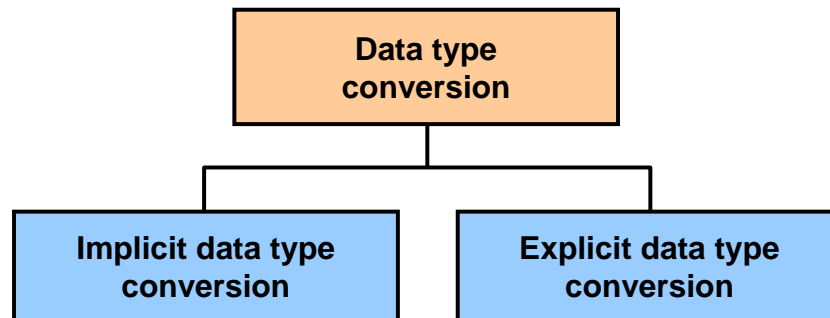 Data type
conversion
Implicit data type
conversion
Explicit data type
conversion